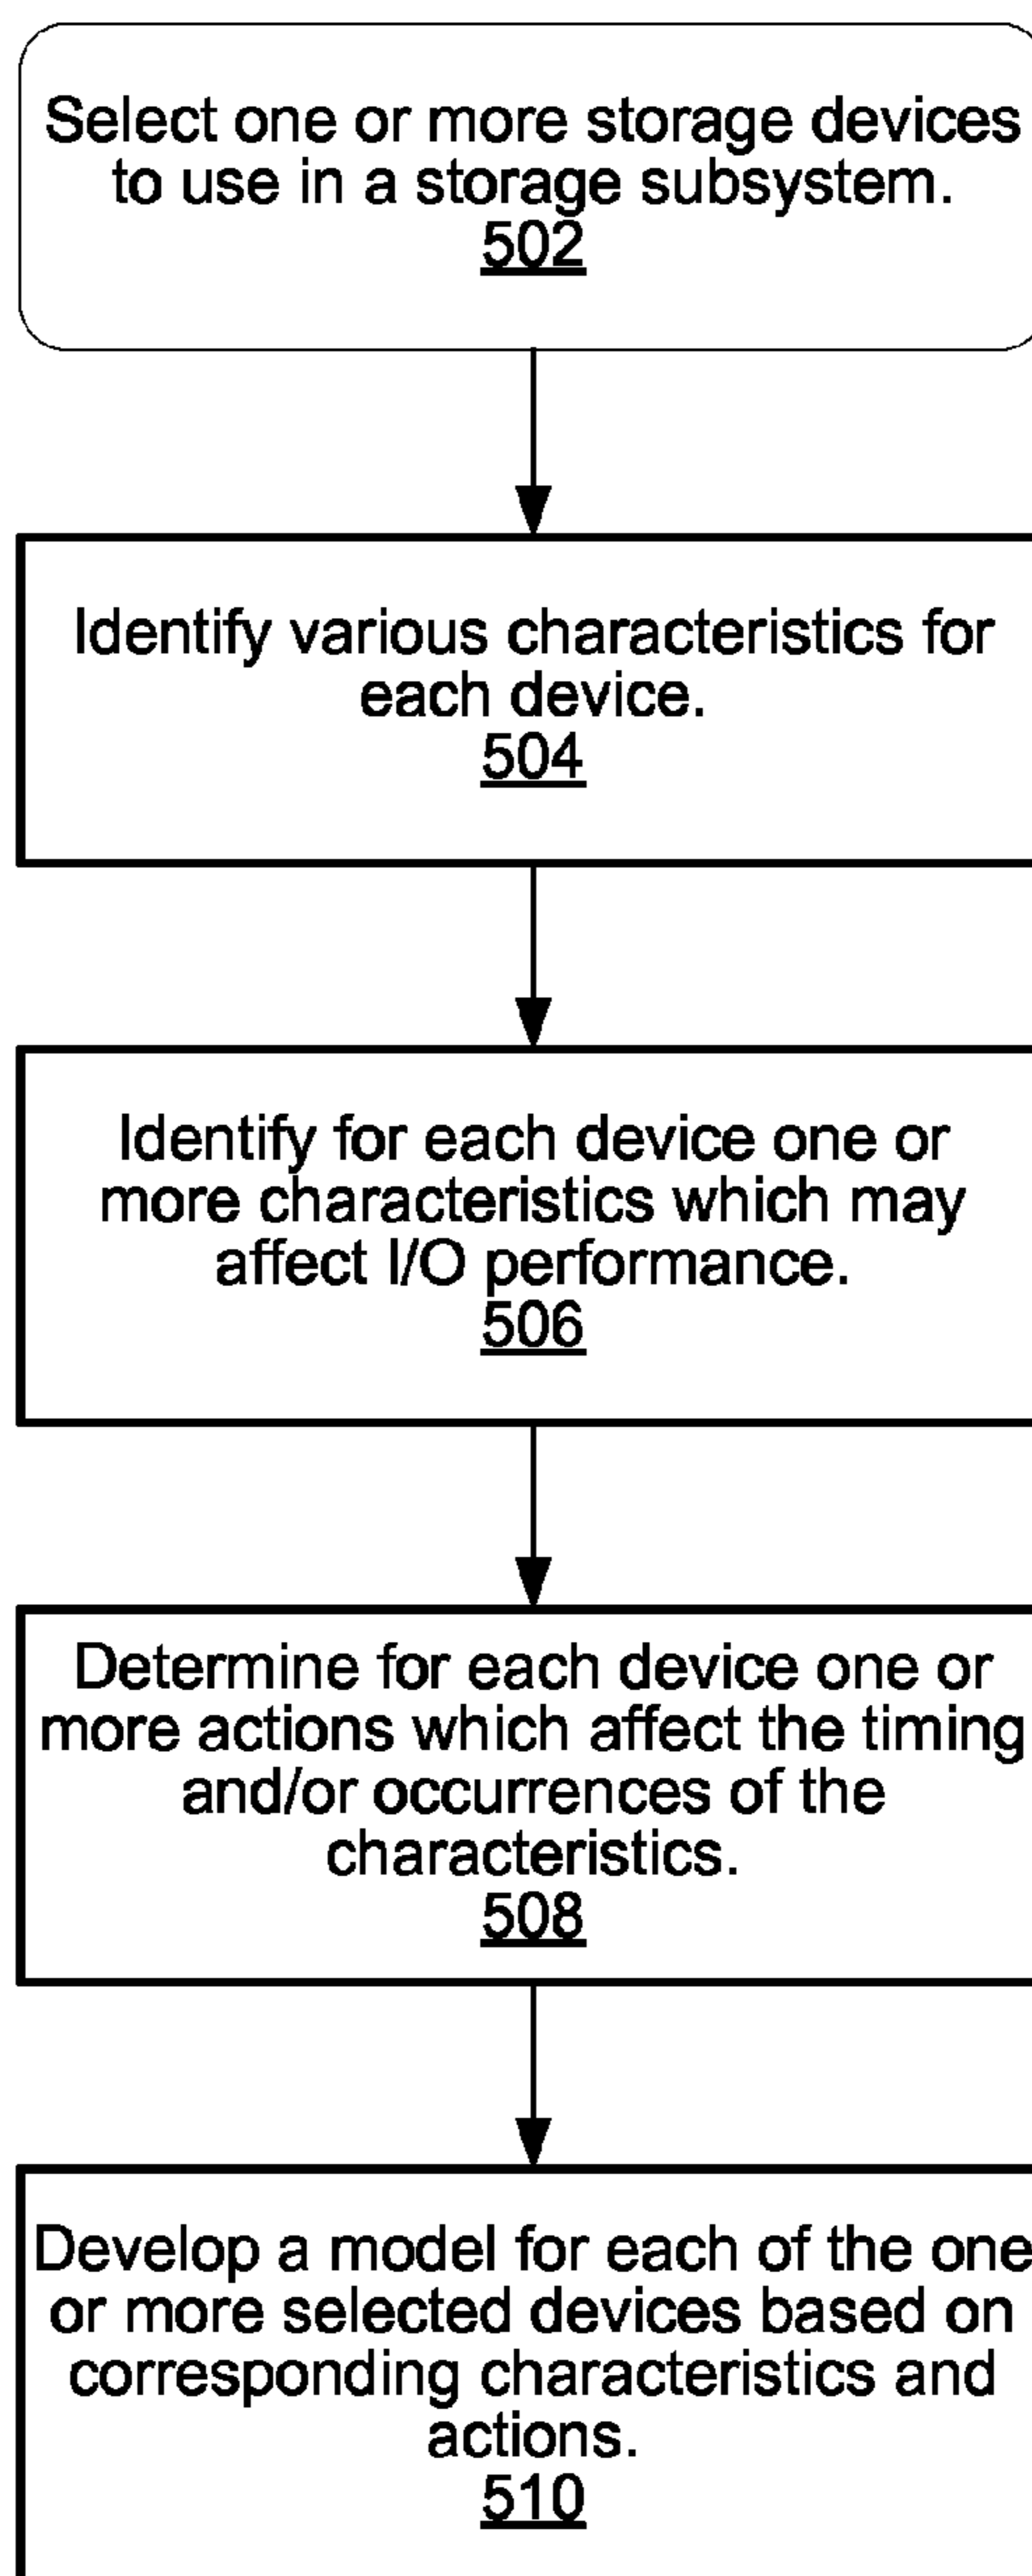 Select one or more storage devices
to use in a storage subsystem.
502
Identify various characteristics for
each device.
504
Identify for each device one or
more characteristics which may
affect I/O performance.
506
Determine for each device one or
more actions which affect the timing
and/or occurrences of the
characteristics.
508
Develop a model for each of the one
or more selected devices based on
corresponding characteristics and
actions.
510